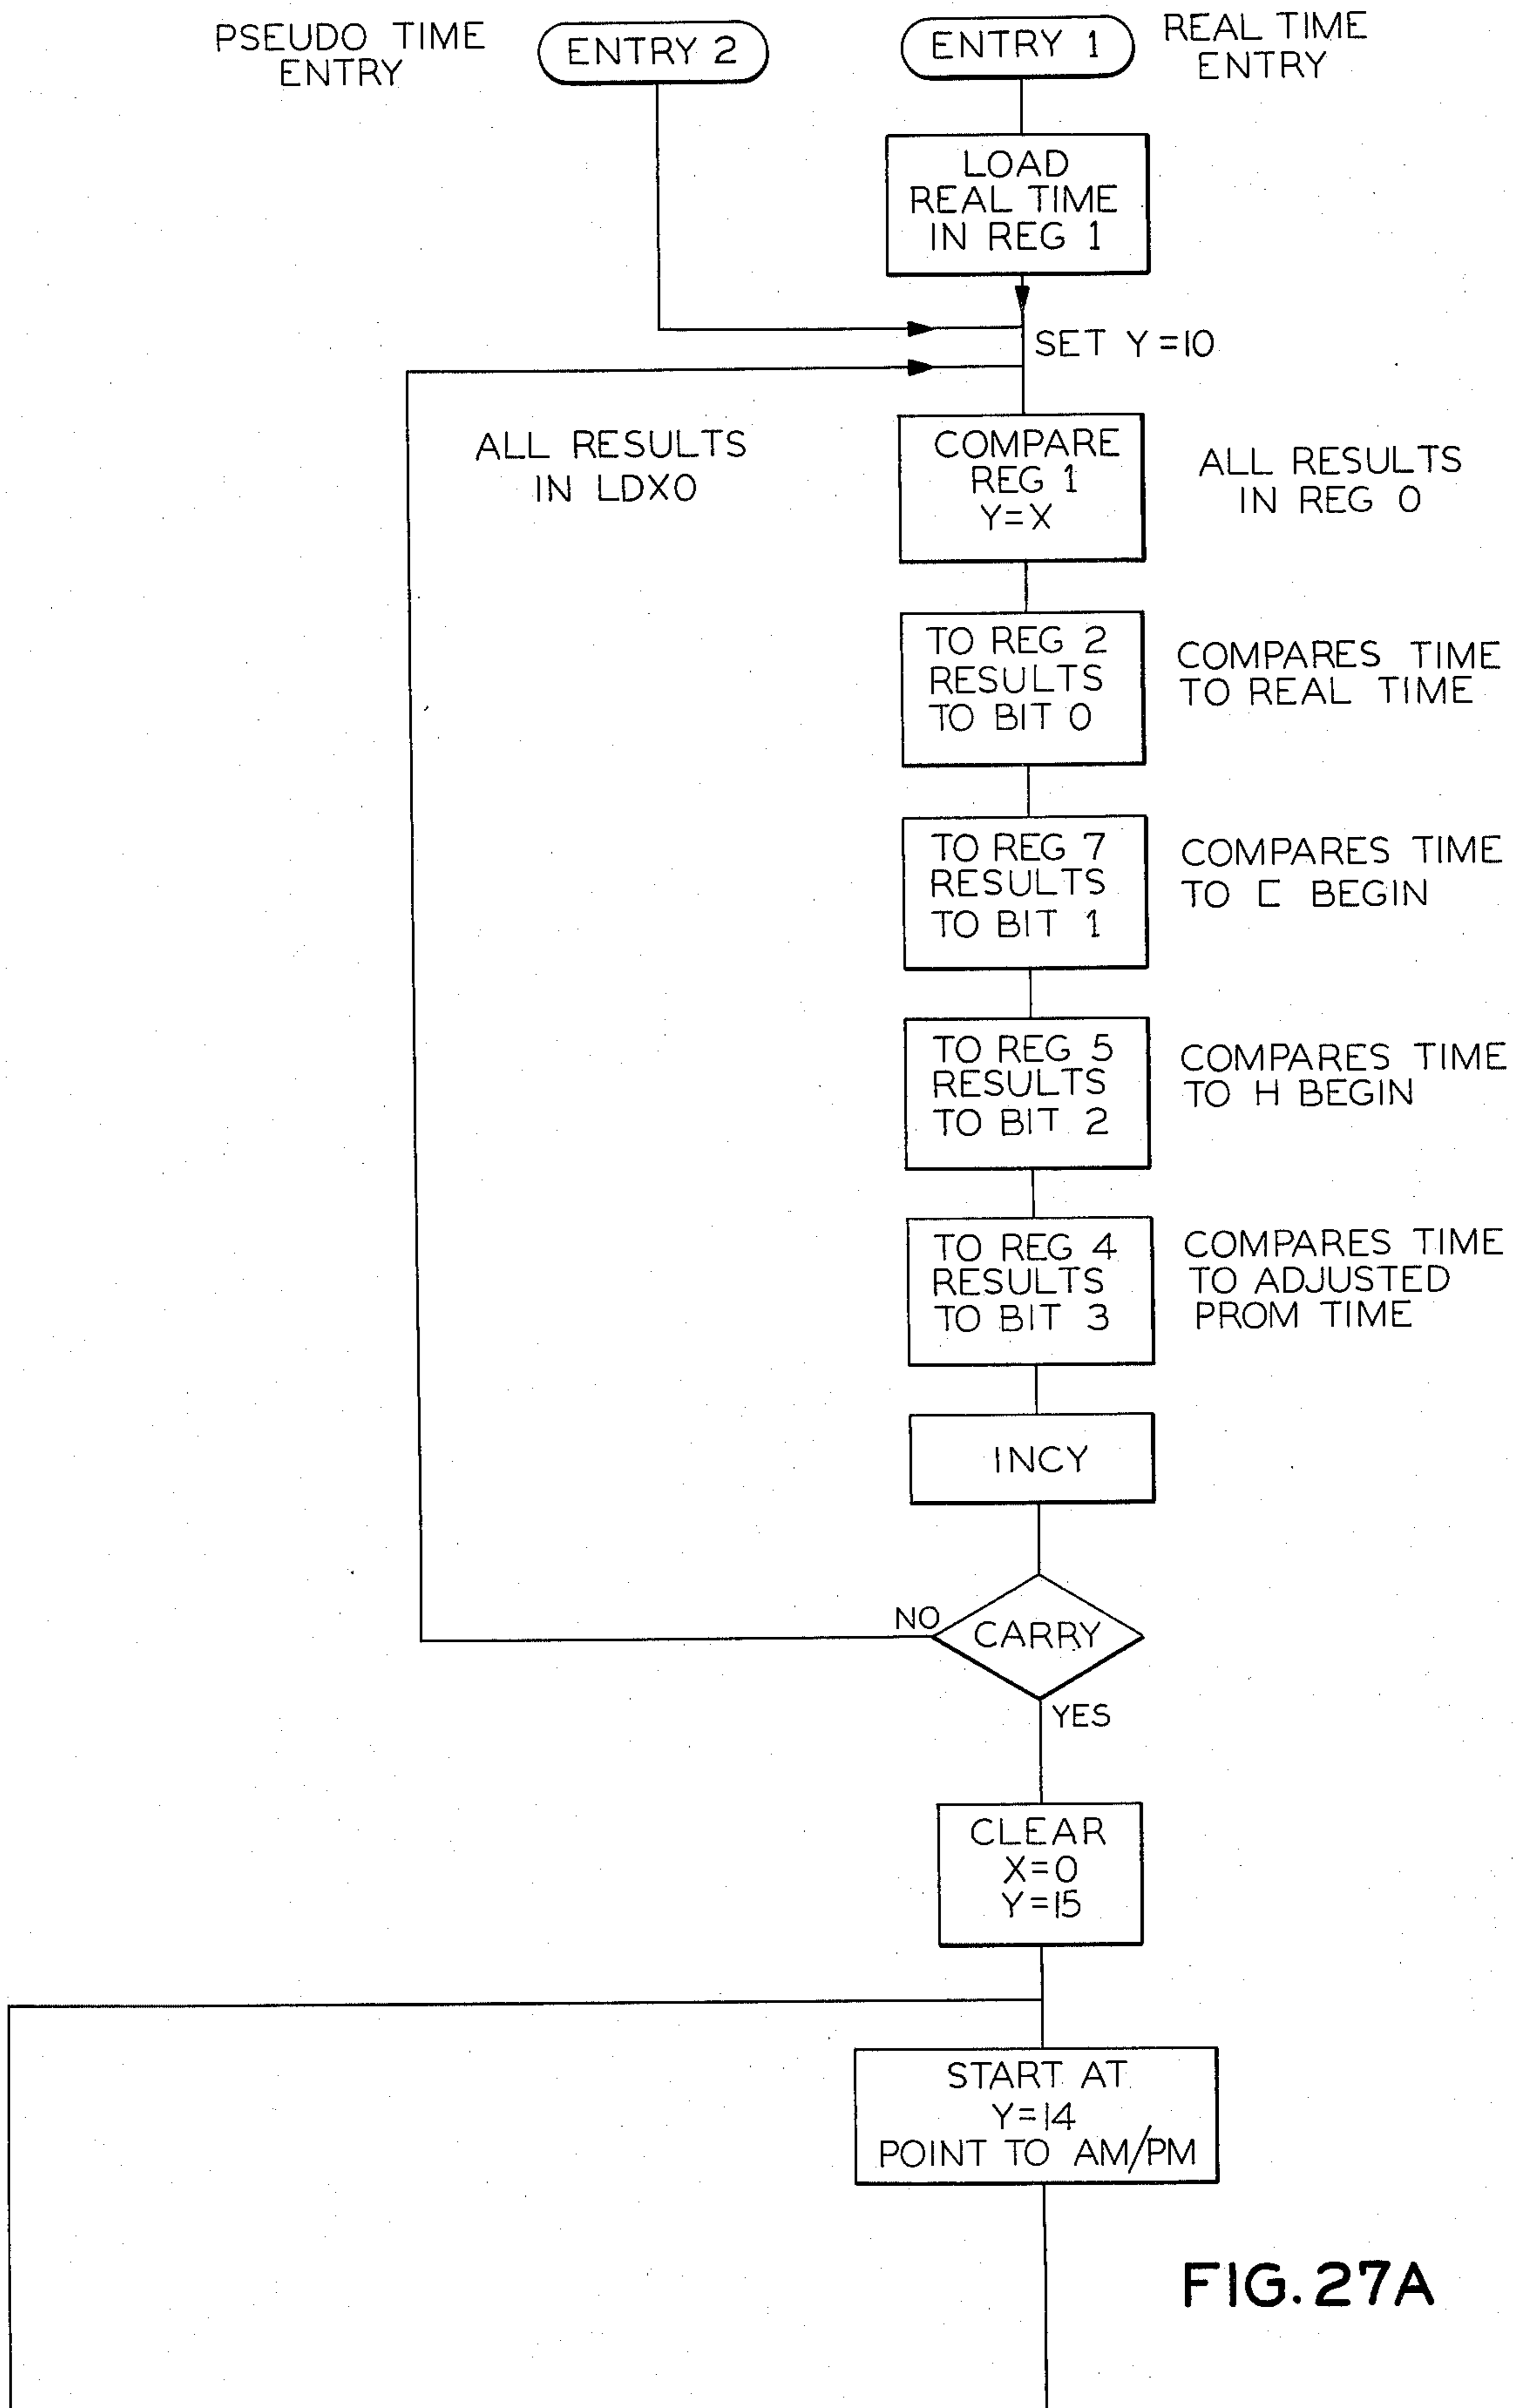 PSEUDO TIME
ENTRY
ENTRY 2
ENTRY 1
REAL TIME
ENTRY
LOAD
REAL TIME
IN REG 1
SET Y=10
ALL RESULTS
IN LDX0
COMPARE
REG 1
Y=X
ALL RESULTS
IN REG 0
TO REG 2
RESULTS
TO BIT 0
COMPARES TIME
TO REAL TIME
TO REG 7
RESULTS
TO BIT 1
COMPARES TIME
TO C BEGIN
TO REG 5
RESULTS
TO BIT 2
COMPARES TIME
TO H BEGIN
TO REG 4
RESULTS
TO BIT 3
COMPARES TIME
TO ADJUSTED
PROM TIME
INCY
NO
CARRY
YES
CLEAR
X=0
Y=15
START AT
Y=14
POINT TO AM/PM
FIG. 27A